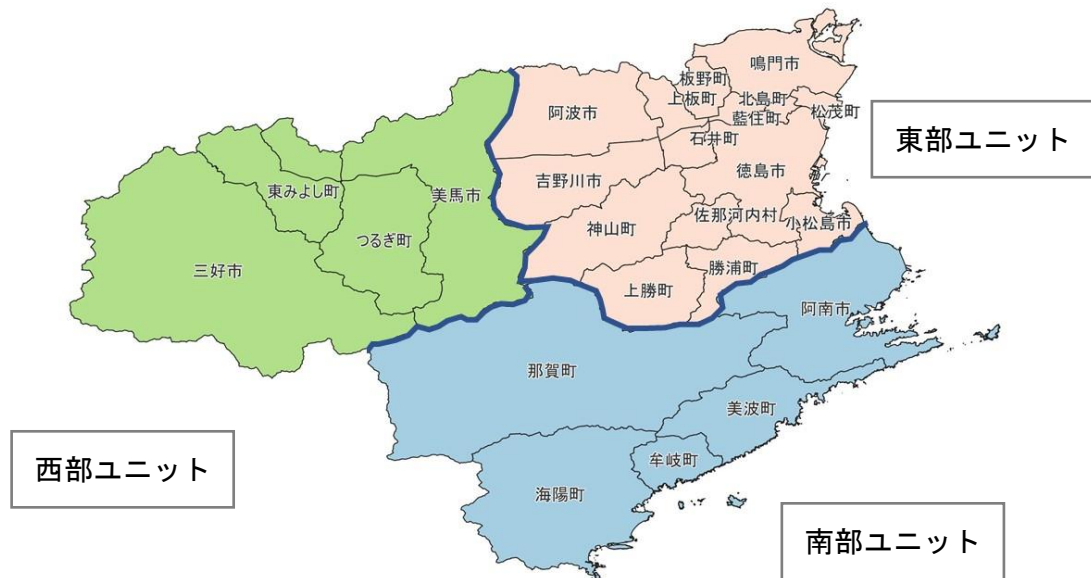 鳴門市
板野町
上板町
北島町
松茂町
藍住町
阿波市
石井町
東部ユニット
吉野川市
徳島市
東みよし町
美馬市
佐那河内村
小松島市
神山町
つるぎ町
三好市
勝浦町
上勝町
阿南市
那賀町
美波町
牟岐町
海陽町
西部ユニット
南部ユニット